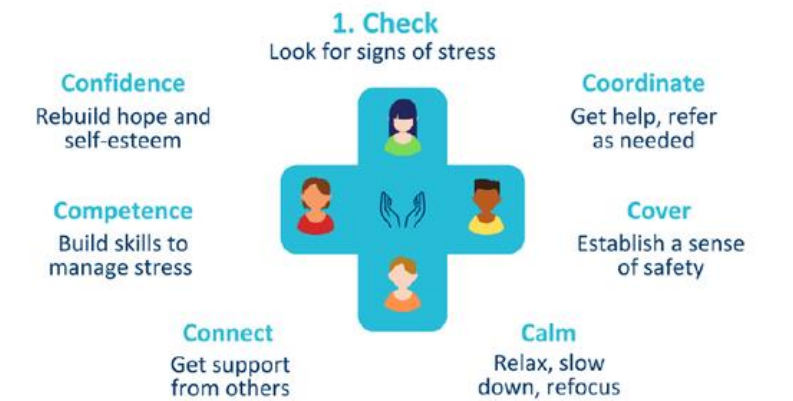 1. Check
Look for signs of stress
Coordinate
Get help, refer
as needed
Cover
Establish a sense
of safety
Calm
Relax, slow
down, refocus
Connect
Get support
from others
Competence
Build skills to
manage stress
Confidence
Rebuild hope and
self-esteem